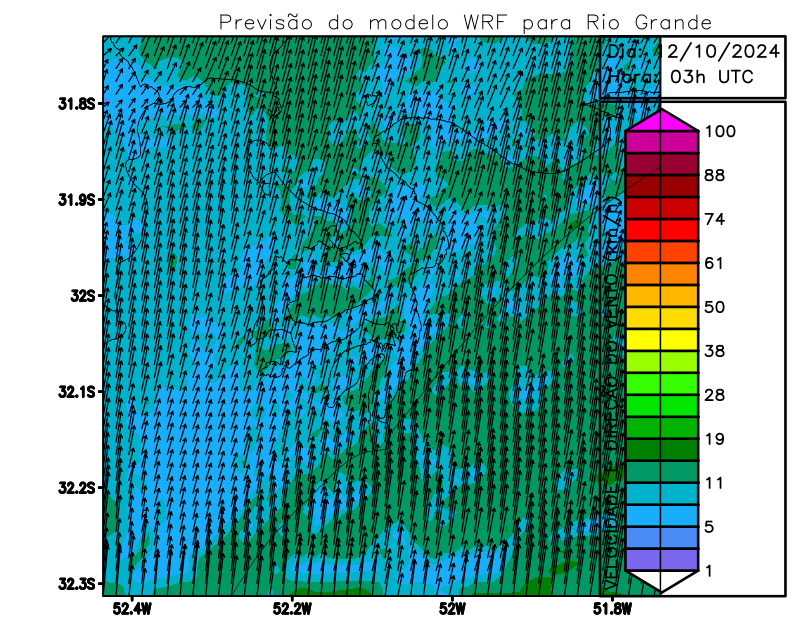 Previsão do modelo WRF para Rio Grande
Dia: 12/10/2024
Hora: 03h UTC
31.8S
31.9S
32S
32.1S
32.2S
32.3S
52.4W
52.2W
52W
51.8W
VELOCIDADE E DIREÇÃO DO VENTO (km/h)
100
88
74
61
50
38
28
19
11
5
1